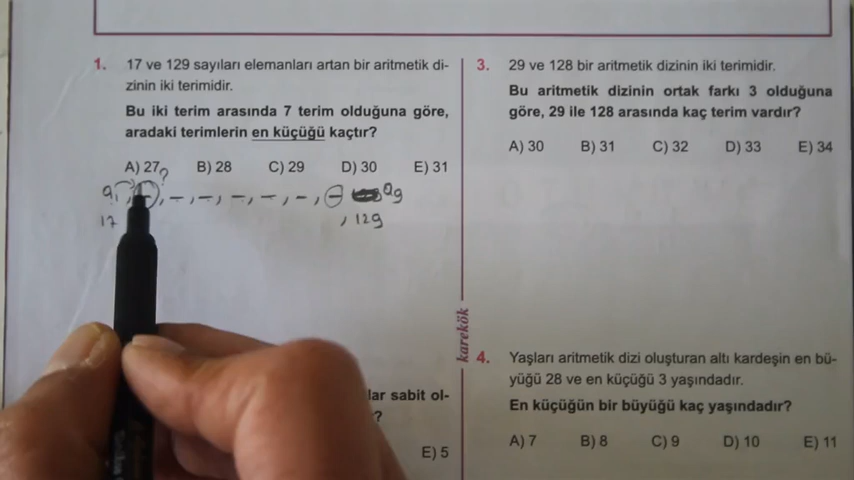 1. 17 ve 129 sayıları elemanları artan bir aritmetik di-
zinin iki terimidir.
Bu iki terim arasında 7 terim olduğuna göre,
aradaki terimlerin en küçüğü kaçtır?
A) 27 B) 28 C) 29 D) 30 E) 31
?
a1, –, –, –, –, –, –, – a9
17 , 129
lar sabit ol-
?
E) 5
karekök
3. 29 ve 128 bir aritmetik dizinin iki terimidir.
Bu aritmetik dizinin ortak farkı 3 olduğuna
göre, 29 ile 128 arasında kaç terim vardır?
A) 30 B) 31 C) 32 D) 33 E) 34
4. Yaşları aritmetik dizi oluşturan altı kardeşin en bü-
yüğü 28 ve en küçüğü 3 yaşındadır.
En küçüğün bir büyüğü kaç yaşındadır?
A) 7 B) 8 C) 9 D) 10 E) 11